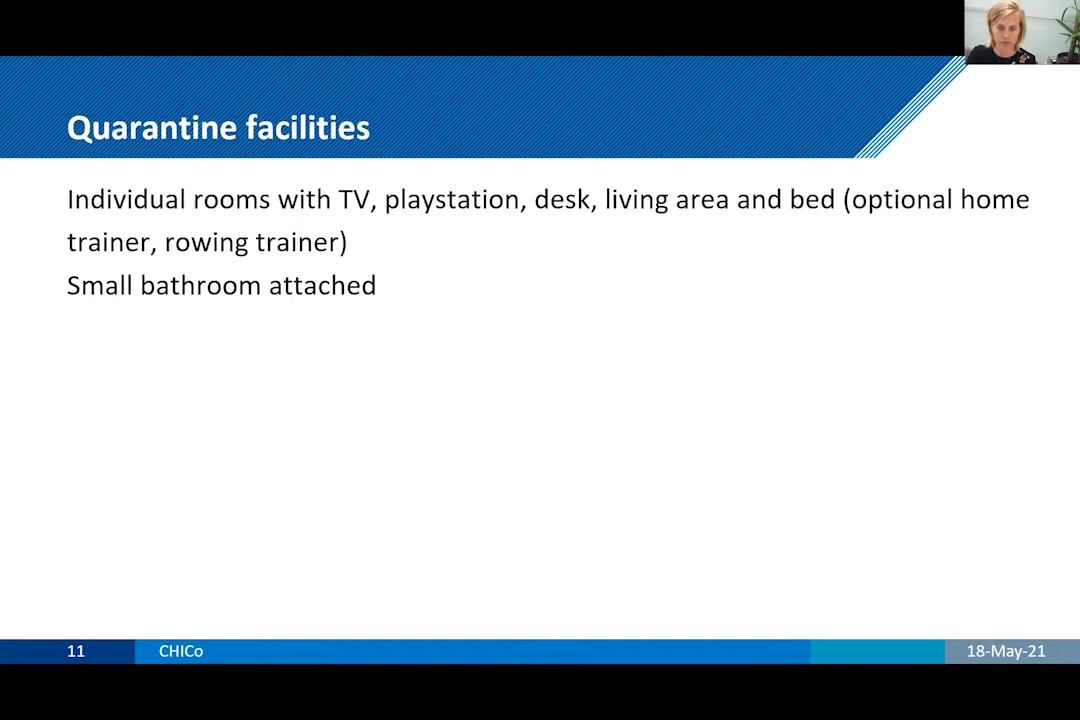 Quarantine facilities
Individual rooms with TV, playstation, desk, living area and bed (optional home
trainer, rowing trainer)
Small bathroom attached
11
CHICo
18-May-21